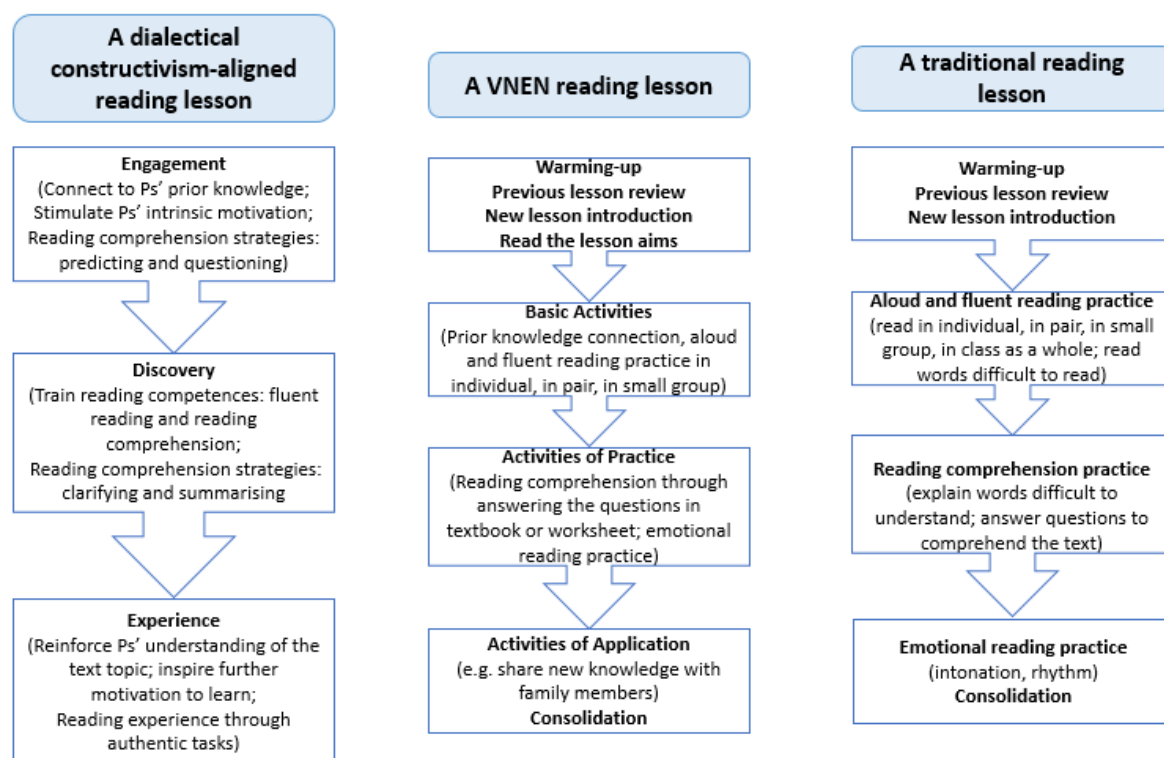 A dialectical
constructivism-aligned
reading lesson
Engagement
(Connect to Ps' prior knowledge;
Stimulate Ps' intrinsic motivation;
Reading comprehension strategies:
predicting and questioning)
Discovery
(Train reading competences: fluent
reading and reading
comprehension;
Reading comprehension strategies:
clarifying and summarising
Experience
(Reinforce Ps' understanding of the
text topic; inspire further
motivation to learn;
Reading experience through
authentic tasks)
A VNEN reading lesson
Warming-up
Previous lesson review
New lesson introduction
Read the lesson aims
Basic Activities
(Prior knowledge connection, aloud
and fluent reading practice in
individual, in pair, in small group)
Activities of Practice
(Reading comprehension through
answering the questions in
textbook or worksheet; emotional
reading practice)
Activities of Application
(e.g. share new knowledge with
family members)
Consolidation
A traditional reading
lesson
Warming-up
Previous lesson review
New lesson introduction
Aloud and fluent reading practice
(read in individual, in pair, in small
group, in class as a whole; read
words difficult to read)
Reading comprehension practice
(explain words difficult to
understand; answer questions to
comprehend the text)
Emotional reading practice
(intonation, rhythm)
Consolidation